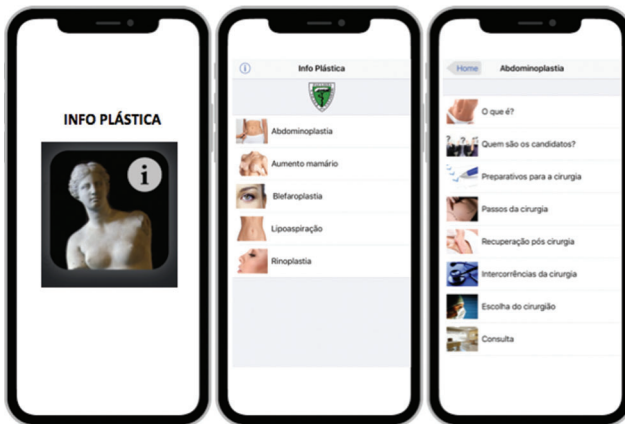 INFO PLÁSTICA
i
i
Info Plástica
Abdominoplastia
Aumento mamário
Blefaroplastia
Lipoaspiração
Rinoplastia
Home
Abdominoplastia
O que é?
Quem são os candidatos?
Preparativos para a cirurgia
Passos da cirurgia
Recuperação pós cirurgia
Intercorrências da cirurgia
Escolha do cirurgião
Consulta